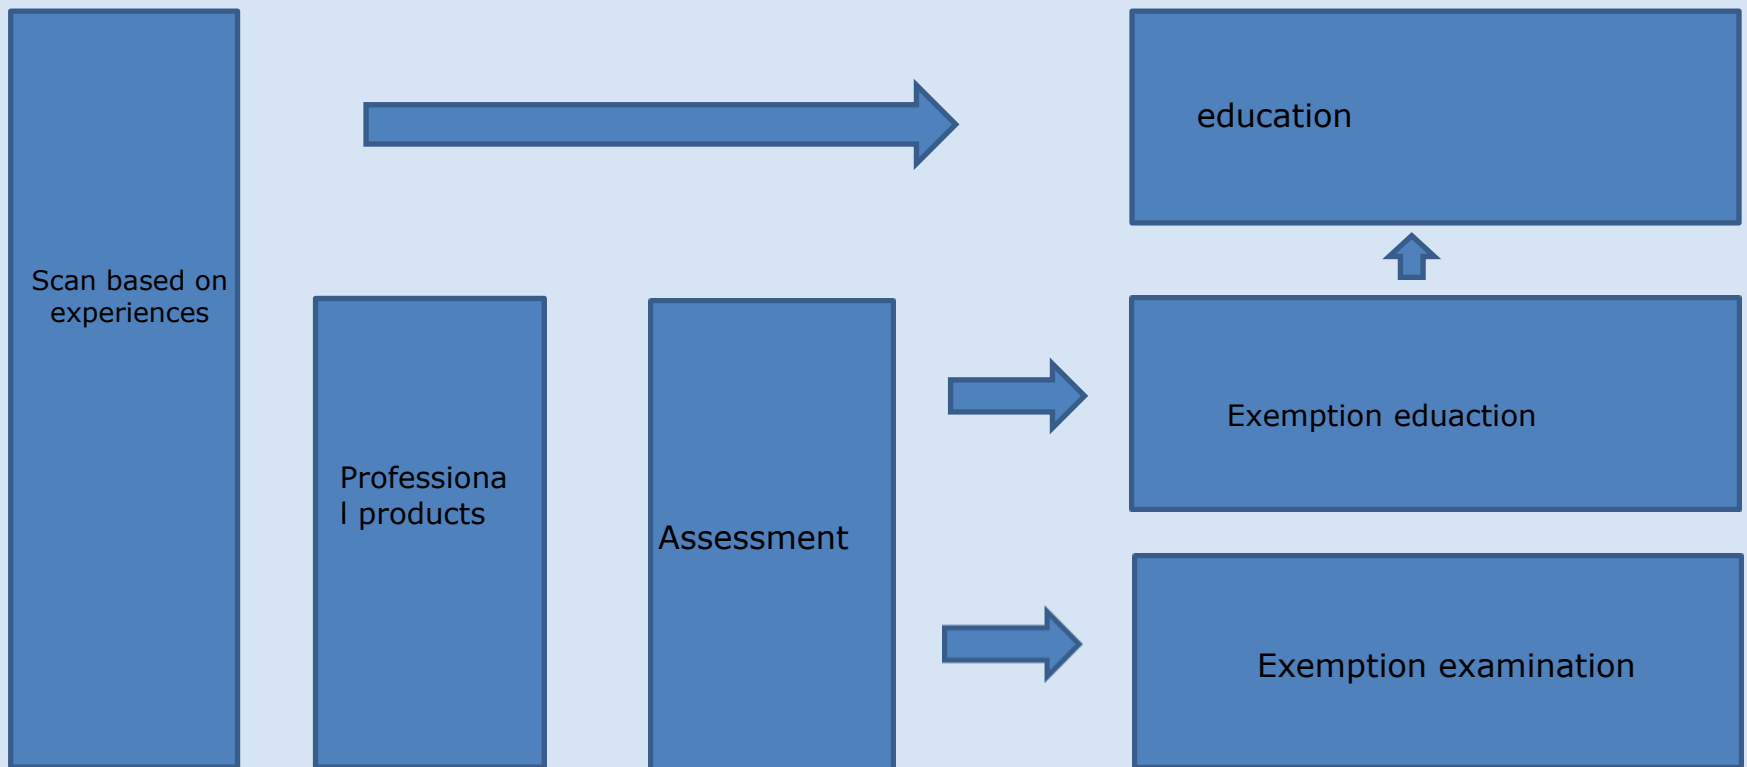 education
Scan based on
experiences
Professiona
l products
Assessment
Exemption eduaction
Exemption examination